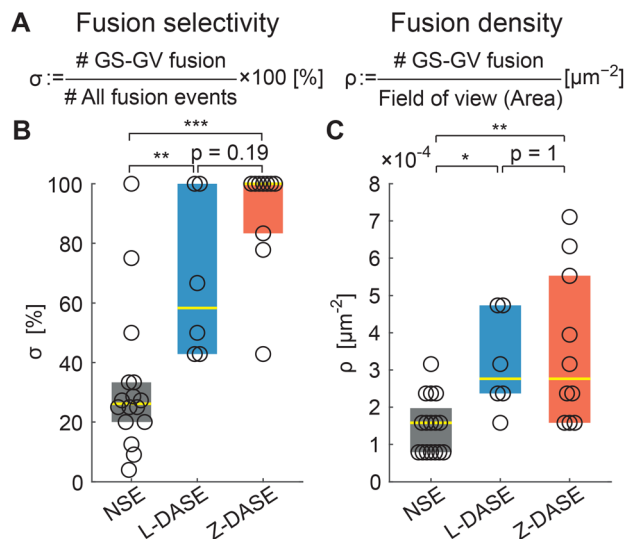 A
Fusion selectivity
σ := # GS-GV fusion / # All fusion events ×100 [%]
Fusion density
ρ := # GS-GV fusion / Field of view (Area) [μm⁻²]
B
***
** p = 0.19
100
80
60
40
20
0
σ [%]
NSE
L-DASE
Z-DASE
C
**
* p = 1
×10⁻⁴
8
7
6
5
4
3
2
1
0
ρ [μm⁻²]
NSE
L-DASE
Z-DASE